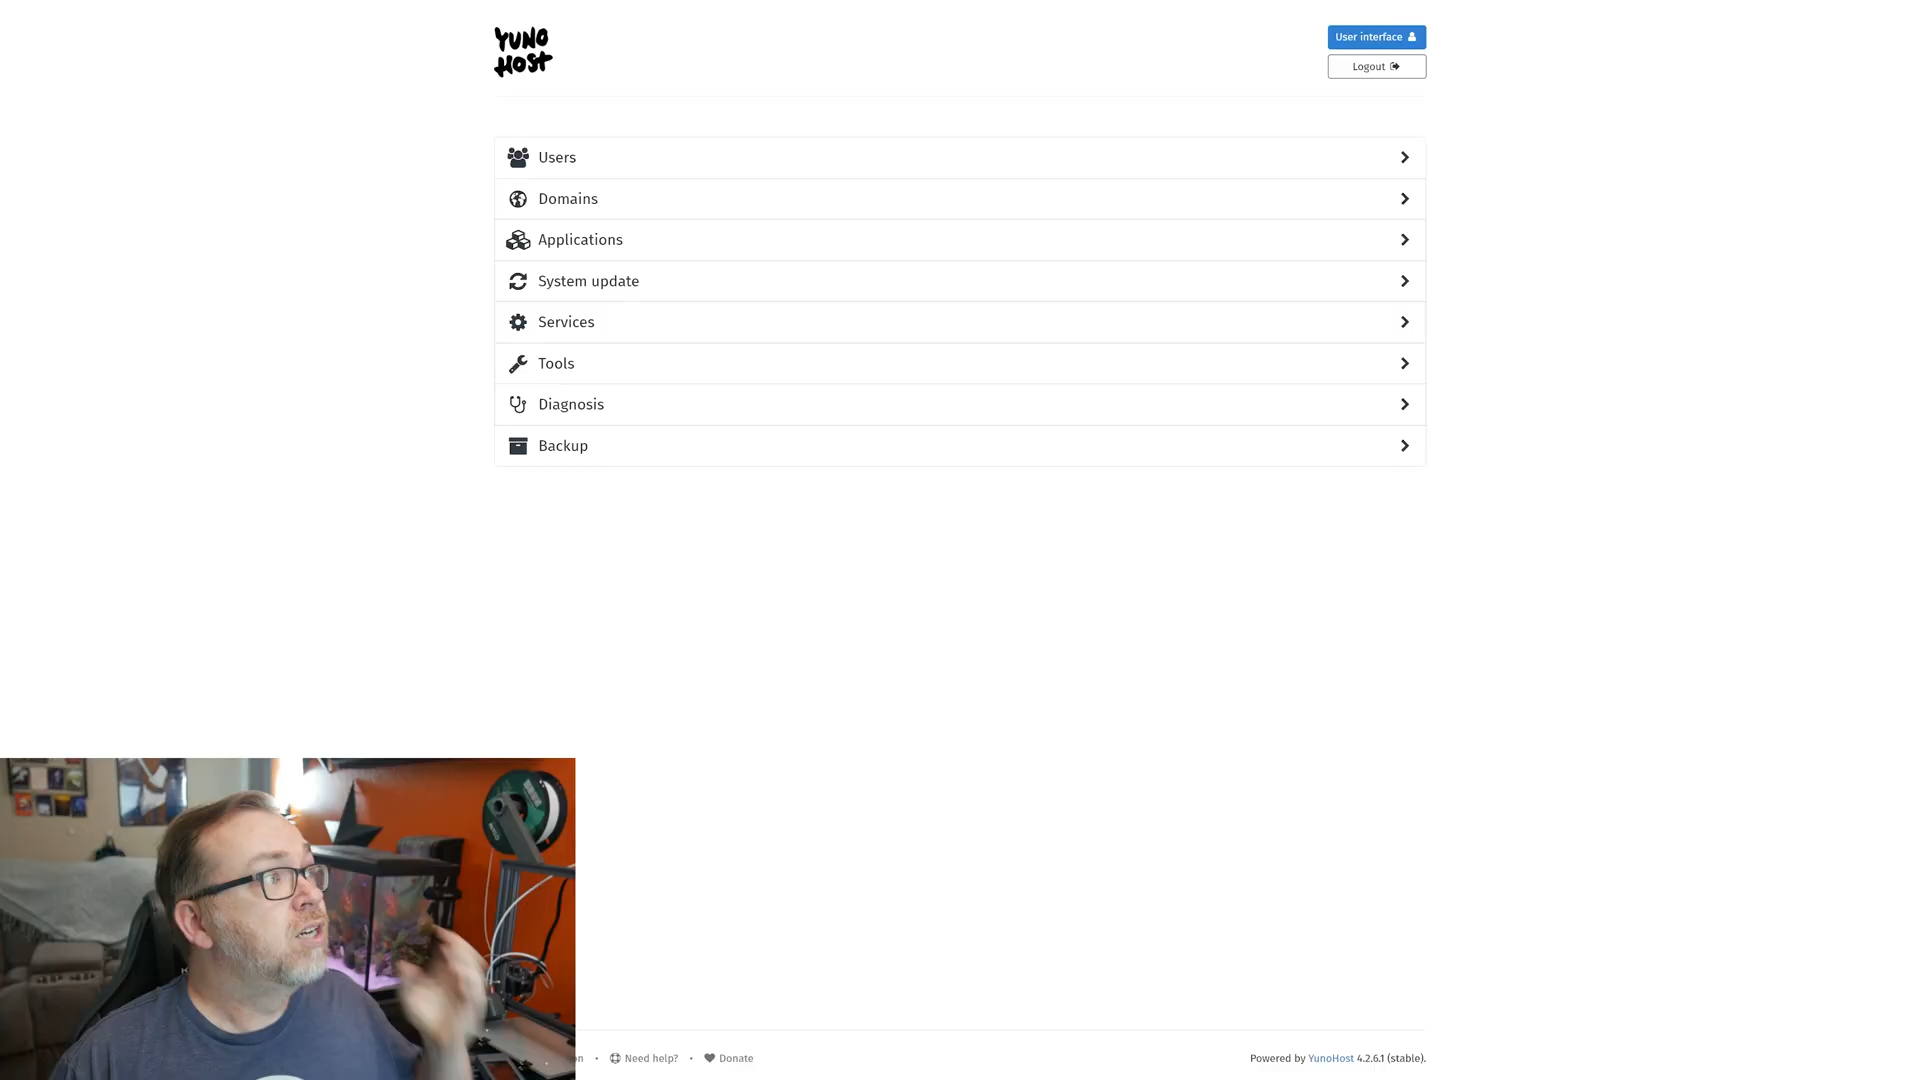 YUNO
HOST
User interface
Logout
Users
Domains
Applications
System update
Services
Tools
Diagnosis
Backup
on • Need help? • Donate
Powered by YunoHost 4.2.6.1 (stable).